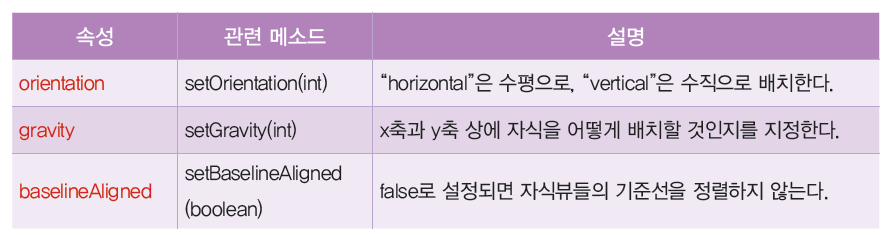 속성 관련 메소드 설명
orientation setOrientation(int) “horizontal”은 수평으로, “vertical”은 수직으로 배치한다.
gravity setGravity(int) x축과 y축 상에 자식을 어떻게 배치할 것인지를 지정한다.
baselineAligned setBaselineAligned
(boolean) false로 설정되면 자식뷰들의 기준선을 정렬하지 않는다.